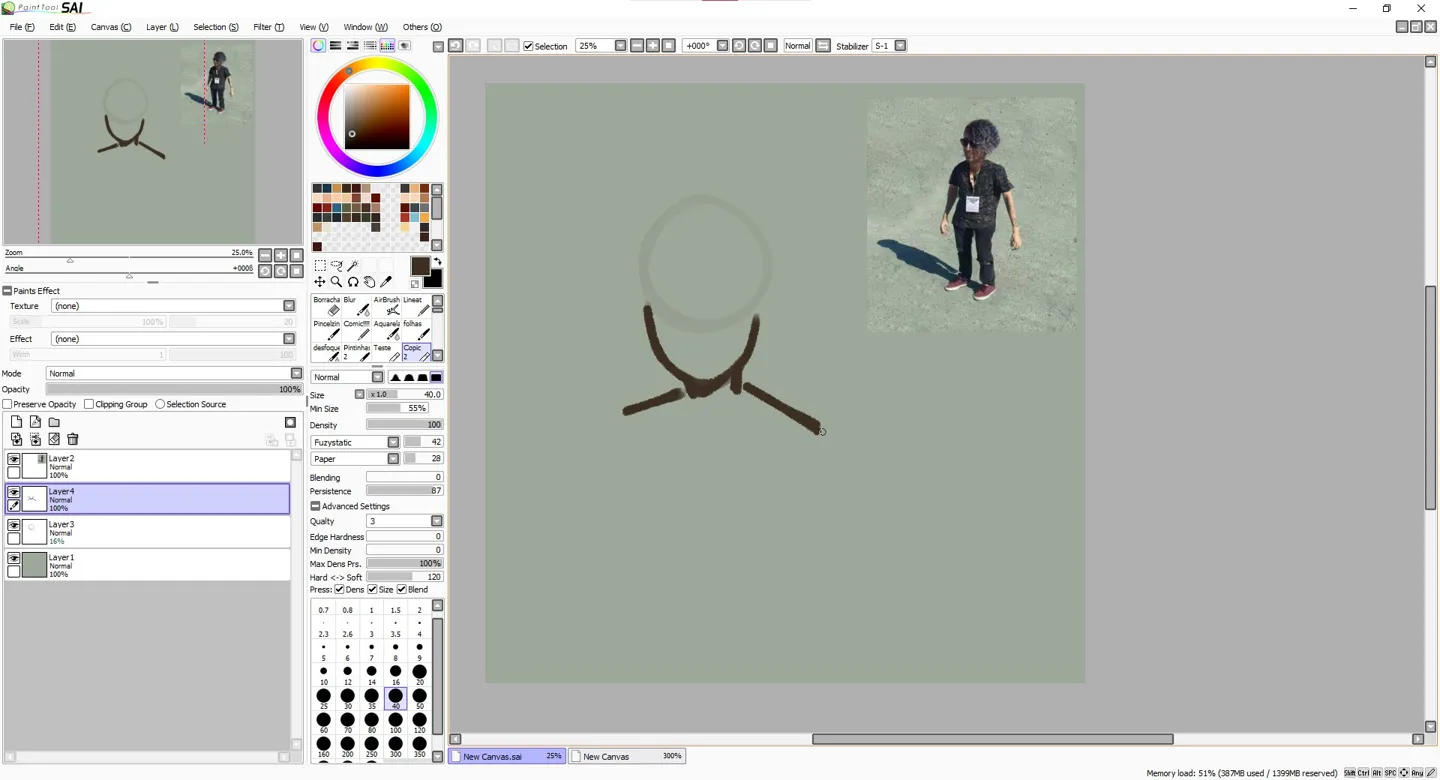 PaintTool SAI
File (F) Edit (E) Canvas (C) Layer (L) Selection (S) Filter (T) View (V) Window (W) Others (O)
Selection 25% +000° Normal Stabilizer S-1
Zoom 25.0%
Angle +000δ
Paints Effect
Texture (none)
Scale 100% 20
Effect (none)
Width 1 100
Mode Normal
Opacity 100%
Preserve Opacity Clipping Group Selection Source
Layer2
Normal
100%
Layer4
Normal
100%
Layer3
Normal
16%
Layer1
Normal
100%
Borracha Blur AirBrush Lineat
Pincelzin Comic!!!! Aquarela folhas
desfoque Pintinhas 2 Teste Copic 2
Normal
Size x 1.0 40.0
Min Size 55%
Density 100
Fuzystatic 42
Paper 28
Blending 0
Persistence 87
Advanced Settings
Qualty 3
Edge Hardness 0
Min Density 0
Max Dens Prs. 100%
Hard <-> Soft 120
Press: Dens Size Blend
0.7 0.8 1 1.5 2
2.3 2.6 3 3.5 4
5 6 7 8 9
10 12 14 16 20
25 30 35 40 50
60 70 80 100 120
160 200 250 300 350
New Canvas.sai 25% New Canvas 300%
Memory load: 51% (387MB used / 1399MB reserved) Shift Ctrl Alt SPC Any